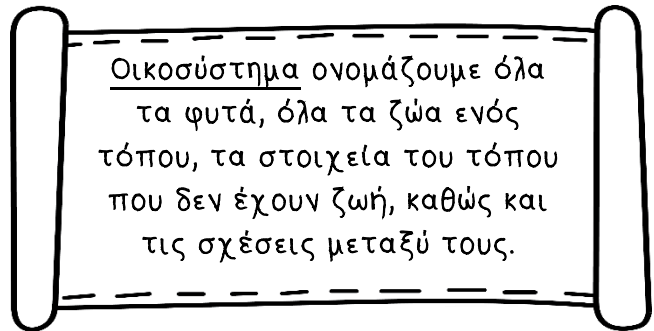 Οικοσύστημα ονομάζουμε όλα
τα φυτά, όλα τα ζώα ενός
τόπου, τα στοιχεία του τόπου
που δεν έχουν ζωή, καθώς και
τις σχέσεις μεταξύ τους.